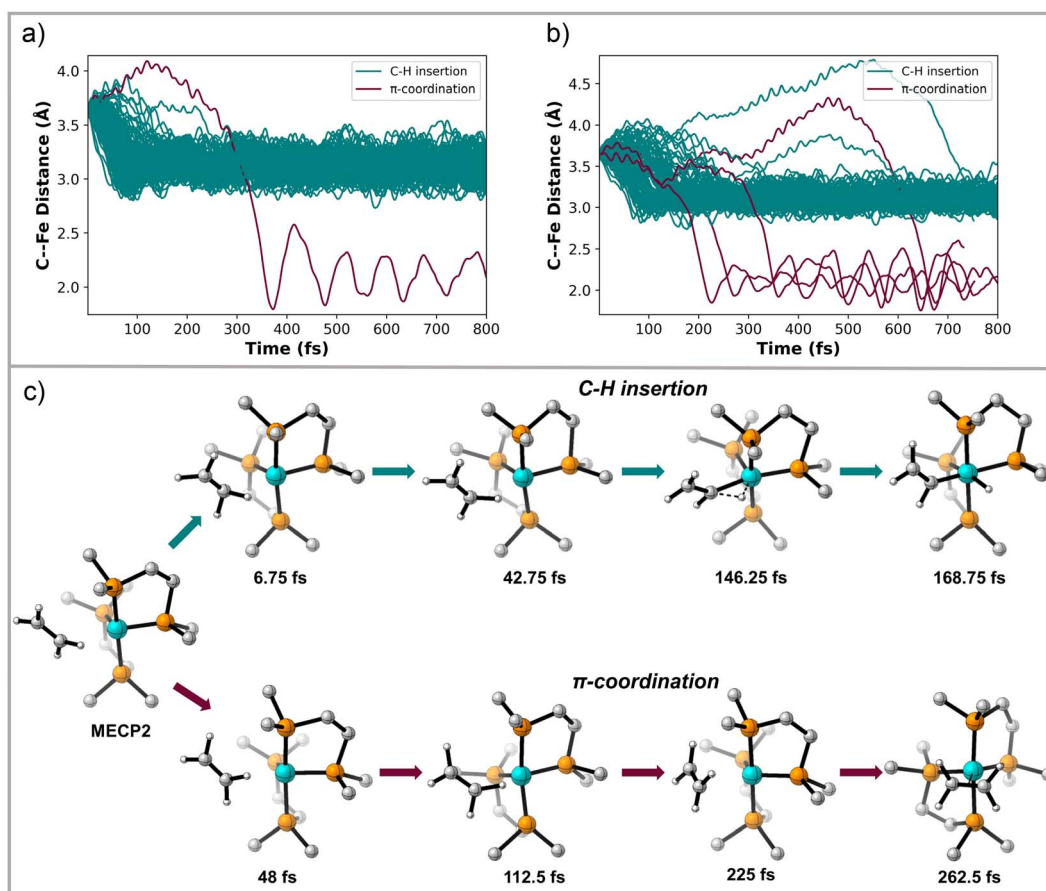 a)
C-H insertion
π-coordination
4.0
3.5
3.0
2.5
2.0
C--Fe Distance (Å)
100 200 300 400 500 600 700 800
Time (fs)
b)
C-H insertion
π-coordination
4.5
4.0
3.5
3.0
2.5
2.0
C--Fe Distance (Å)
100 200 300 400 500 600 700 800
Time (fs)
c)
C-H insertion
6.75 fs
42.75 fs
146.25 fs
168.75 fs
MECP2
π-coordination
48 fs
112.5 fs
225 fs
262.5 fs